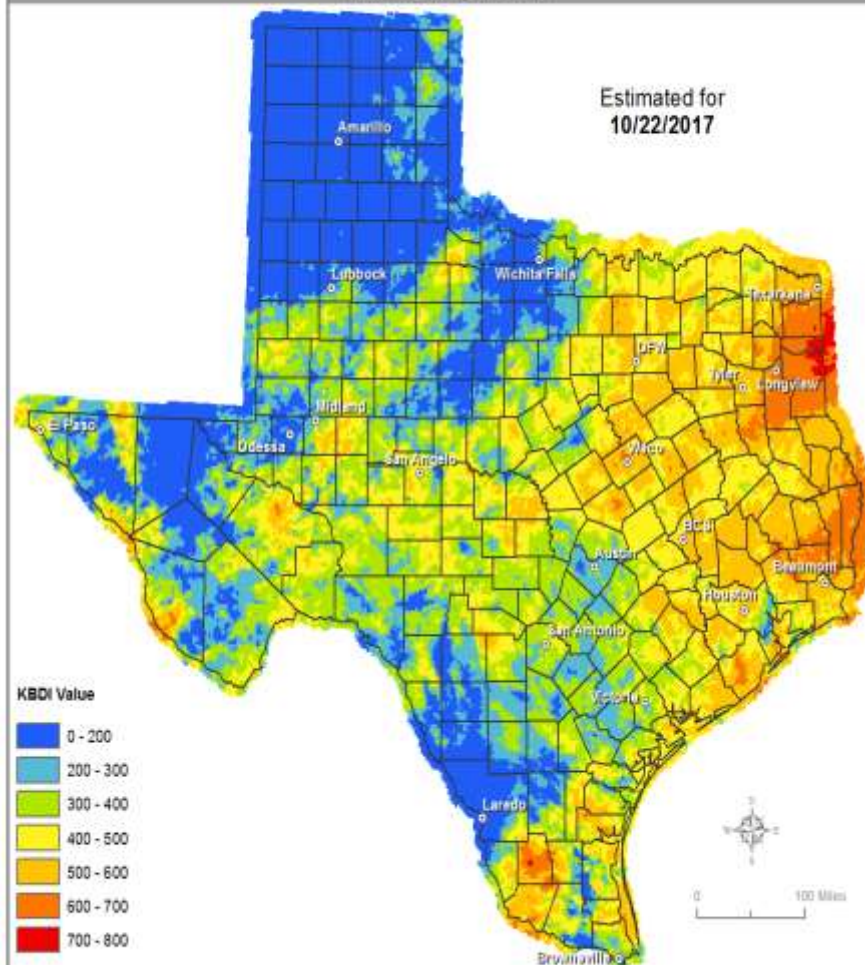 Estimated for
10/22/2017
Amarillo
Lubbock
Wichita Falls
Texarkana
DFW
Tyler
Longview
El Paso
Midland
Odessa
San Angelo
Waco
BCS
Austin
Beaumont
Houston
San Antonio
Victoria
Laredo
Brownsville
KBDI Value
0 - 200
200 - 300
300 - 400
400 - 500
500 - 600
600 - 700
700 - 800
0 100 Miles